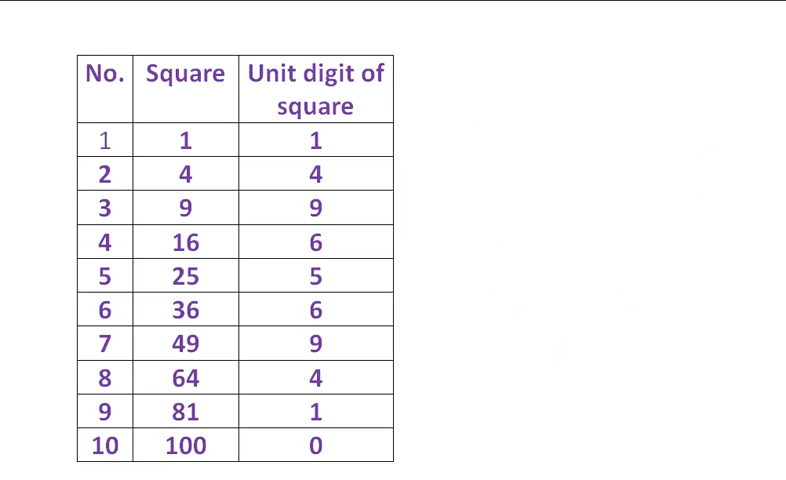 No. Square Unit digit of
square
1 1 1
2 4 4
3 9 9
4 16 6
5 25 5
6 36 6
7 49 9
8 64 4
9 81 1
10 100 0